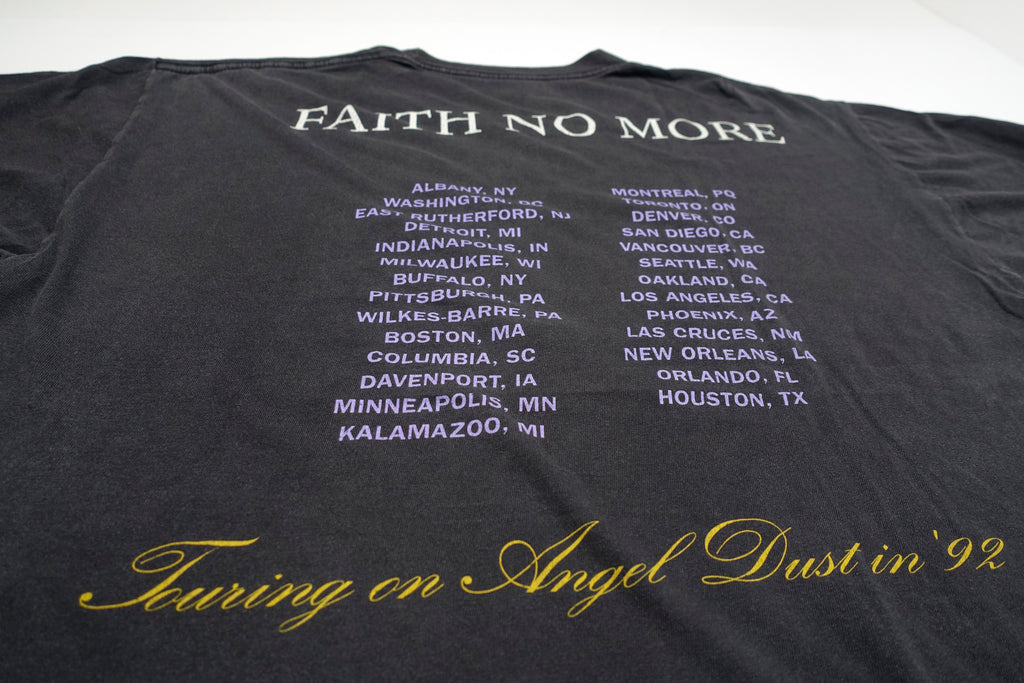 FAITH NO MORE
ALBANY, NY
WASHINGTON, DC
EAST RUTHERFORD, NJ
DETROIT, MI
INDIANAPOLIS, IN
MILWAUKEE, WI
BUFFALO, NY
PITTSBURGH, PA
WILKES-BARRE, PA
BOSTON, MA
COLUMBIA, SC
DAVENPORT, IA
MINNEAPOLIS, MN
KALAMAZOO, MI
MONTREAL, PQ
TORONTO, ON
DENVER, CO
SAN DIEGO, CA
VANCOUVER, BC
SEATTLE, WA
OAKLAND, CA
LOS ANGELES, CA
PHOENIX, AZ
LAS CRUCES, NM
NEW ORLEANS, LA
ORLANDO, FL
HOUSTON, TX
Touring on Angel Dust in '92